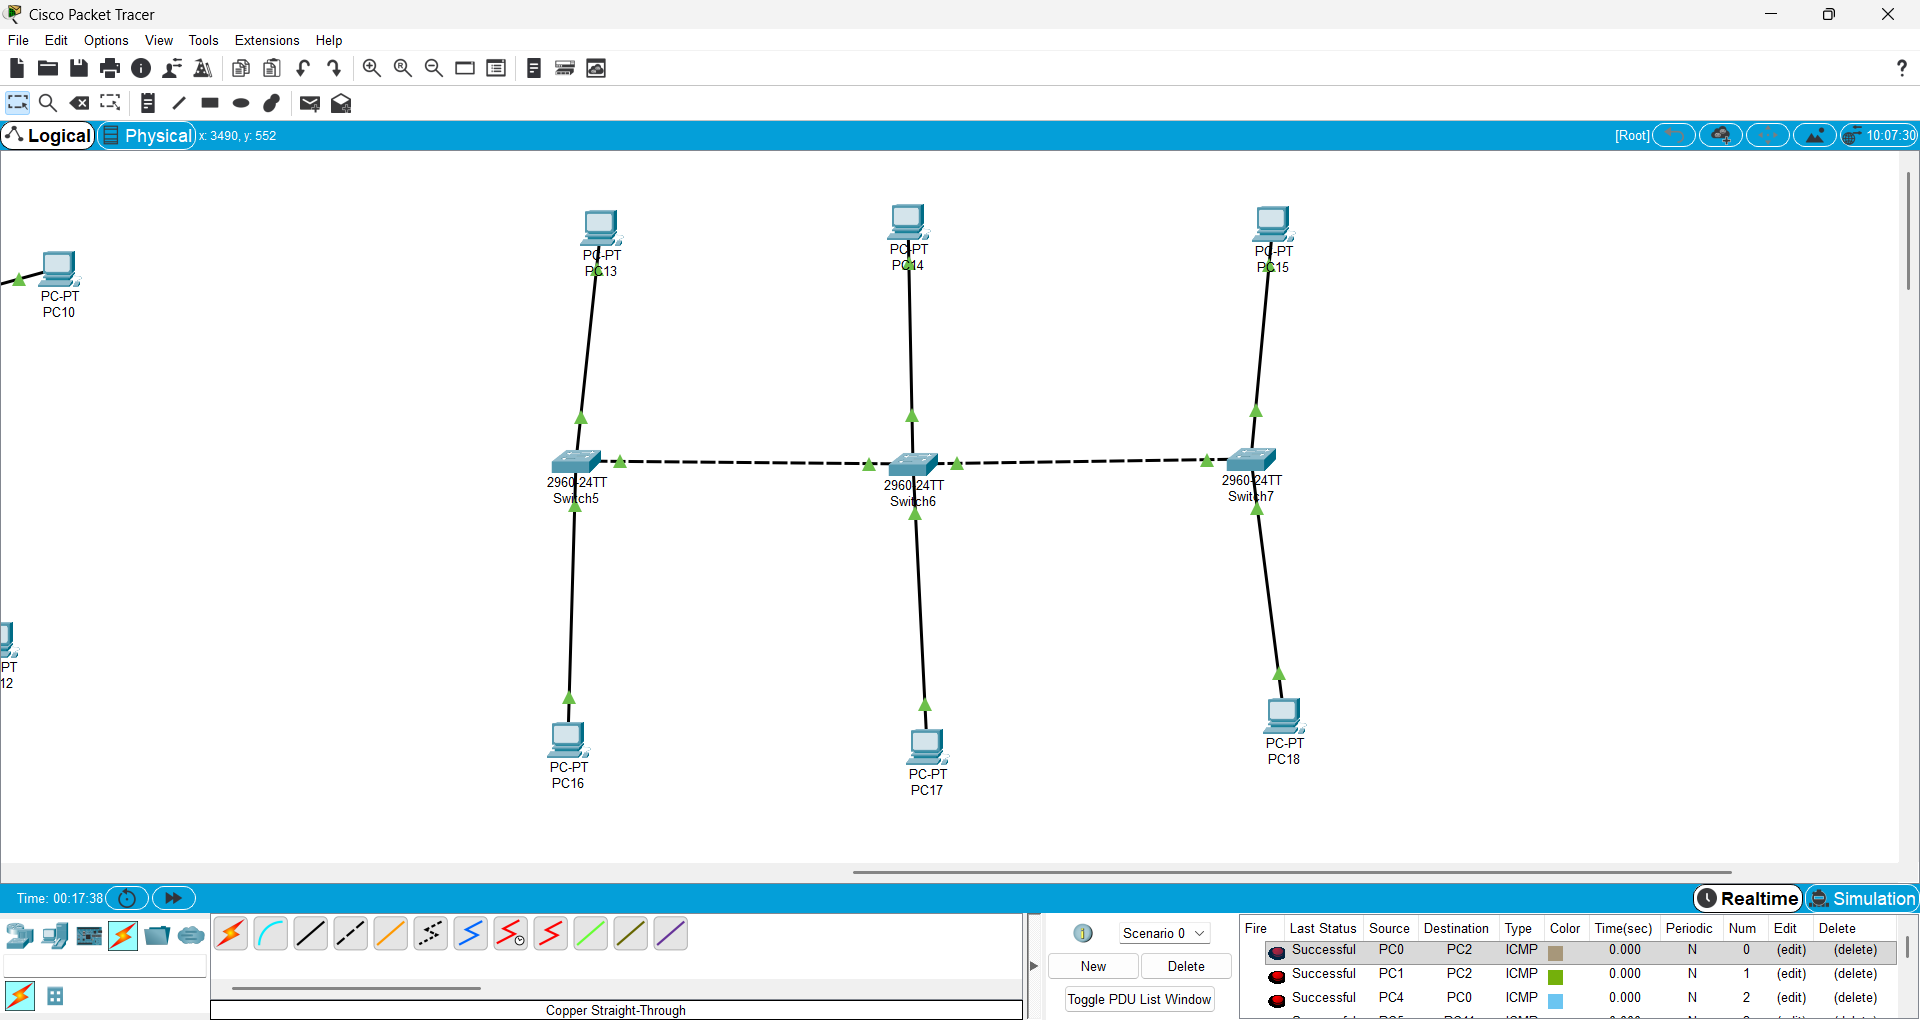 Cisco Packet Tracer
File Edit Options View Tools Extensions Help
?
Logical Physical x: 3490, y: 552 [Root] 10:07:30
PC-PT
PC13
PC-PT
PC14
PC-PT
PC15
PC-PT
PC10
2960-24TT
Switch5
2960-24TT
Switch6
2960-24TT
Switch7
PT
12
PC-PT
PC16
PC-PT
PC17
PC-PT
PC18
Time: 00:17:38 Realtime Simulation
Scenario 0
New Delete
Toggle PDU List Window
Copper Straight-Through
Fire Last Status Source Destination Type Color Time(sec) Periodic Num Edit Delete
Successful PC0 PC2 ICMP 0.000 N 0 (edit) (delete)
Successful PC1 PC2 ICMP 0.000 N 1 (edit) (delete)
Successful PC4 PC0 ICMP 0.000 N 2 (edit) (delete)